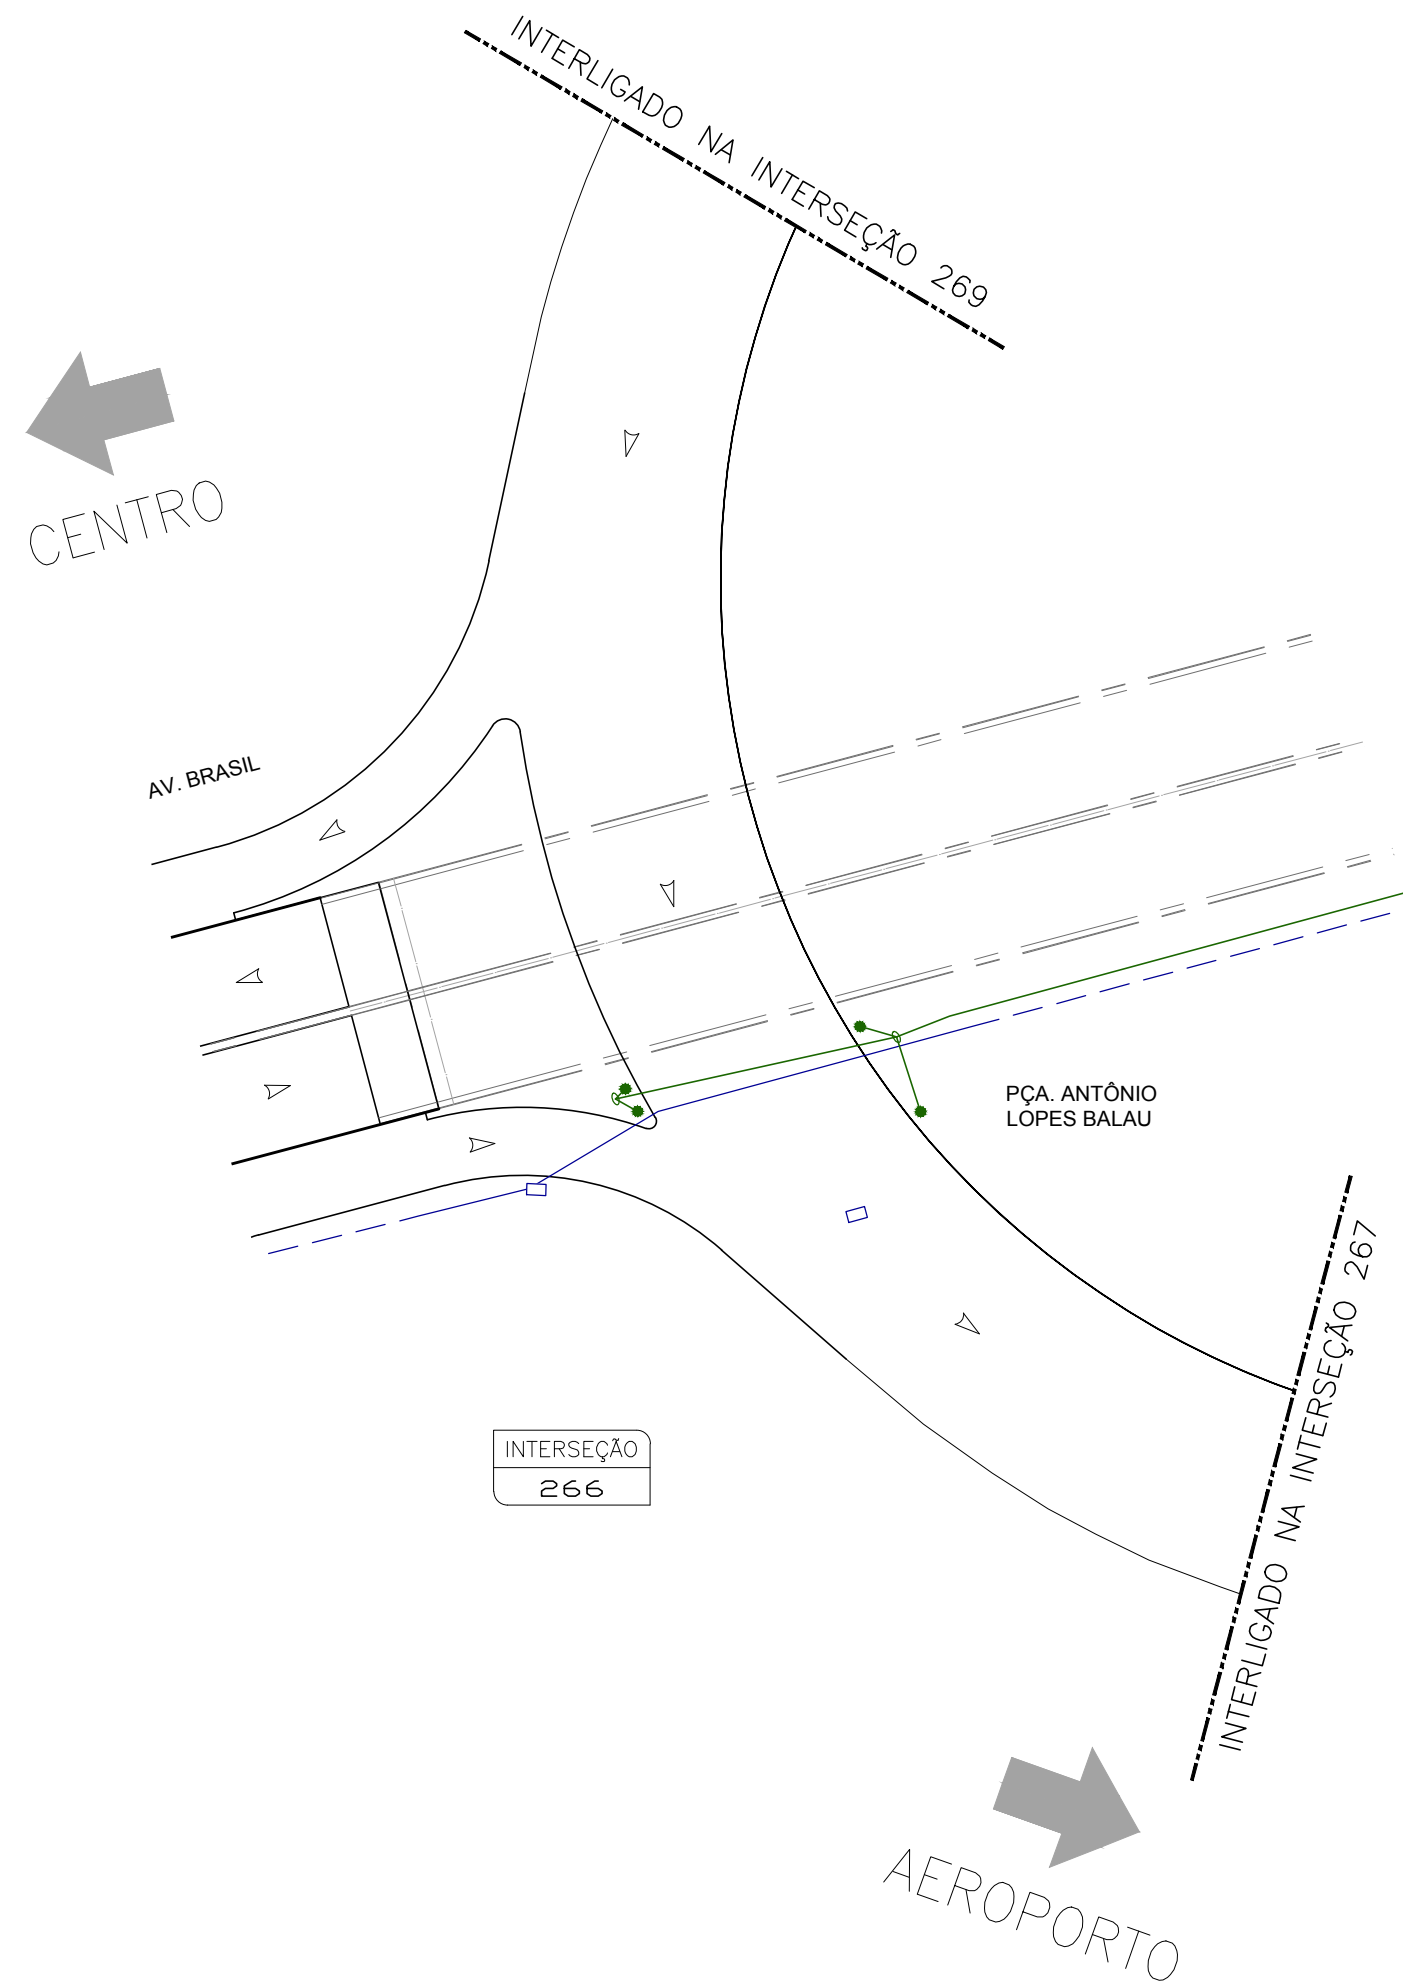 INTERLIGADO NA INTERSEÇÃO 269
CENTRO
AV. BRASIL
PÇA. ANTÔNIO
LOPES BALAU
INTERLIGADO NA INTERSEÇÃO 267
INTERSEÇÃO
266
AEROPORTO